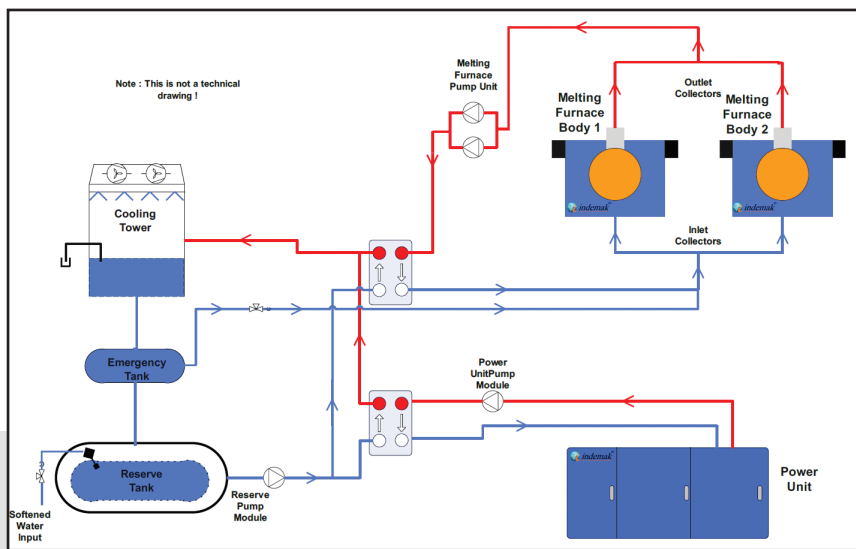 Note : This is not a technical
drawing !
Melting
Furnace
Pump Unit
Outlet
Collectors
Melting
Furnace
Body 1
Melting
Furnace
Body 2
indemak
indemak
Cooling
Tower
Inlet
Collectors
Emergency
Tank
Power
UnitPump
Module
Reserve
Tank
Reserve
Pump
Module
Softened
Water
Input
indemak
Power
Unit